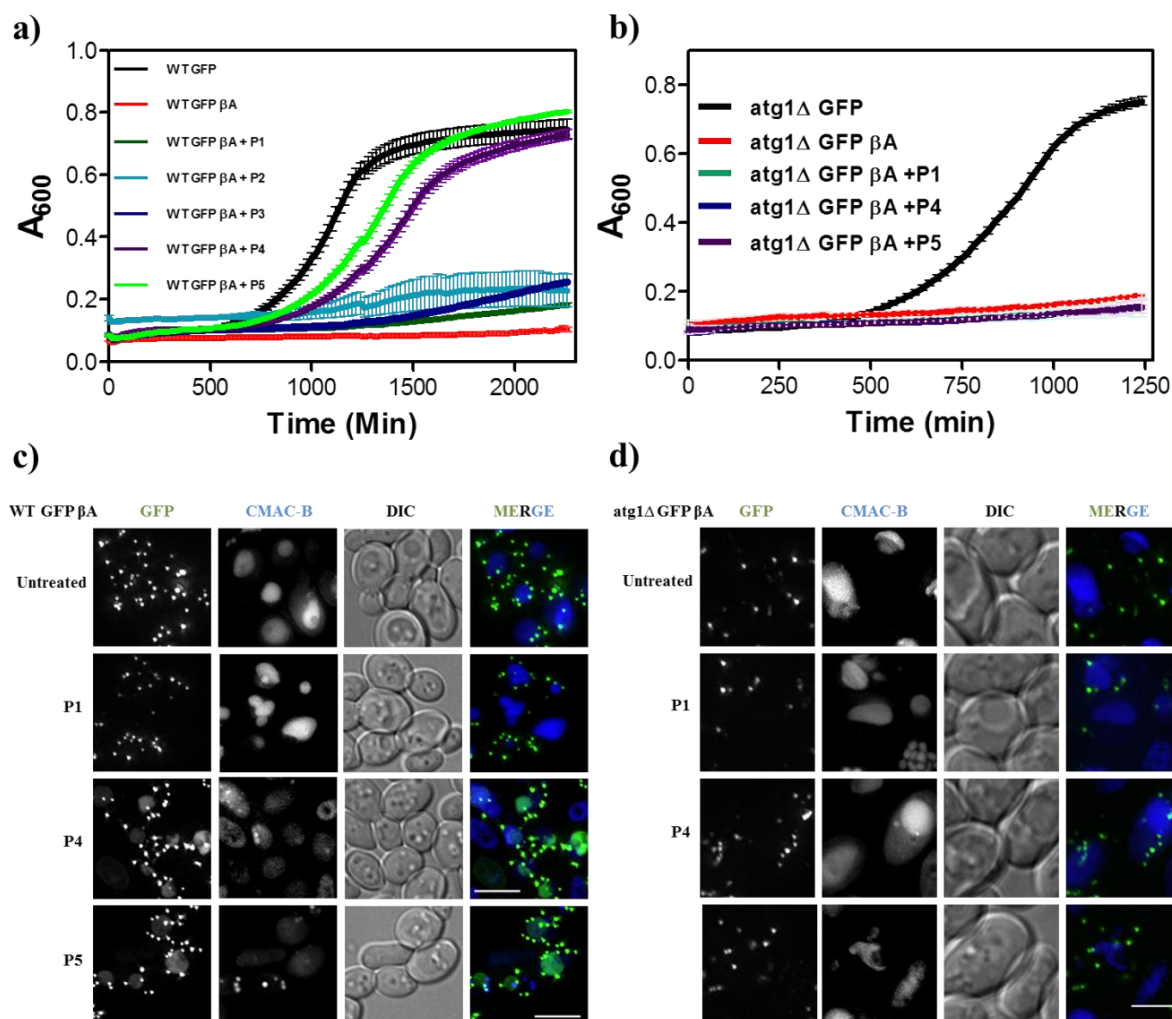 a)
1.0
0.8
0.6
0.4
0.2
0.0
A600
WT GFP
WT GFP βA
WT GFP βA + P1
WT GFP βA + P2
WT GFP βA + P3
WT GFP βA + P4
WT GFP βA + P5
0 500 1000 1500 2000
Time (Min)
b)
0.8
0.6
0.4
0.2
0.0
A600
atg1Δ GFP
atg1Δ GFP βA
atg1Δ GFP βA +P1
atg1Δ GFP βA +P4
atg1Δ GFP βA +P5
0 250 500 750 1000 1250
Time (min)
c)
WT GFP βA GFP CMAC-B DIC MERGE
Untreated
P1
P4
P5
d)
atg1Δ GFP βA GFP CMAC-B DIC MERGE
Untreated
P1
P4
P5